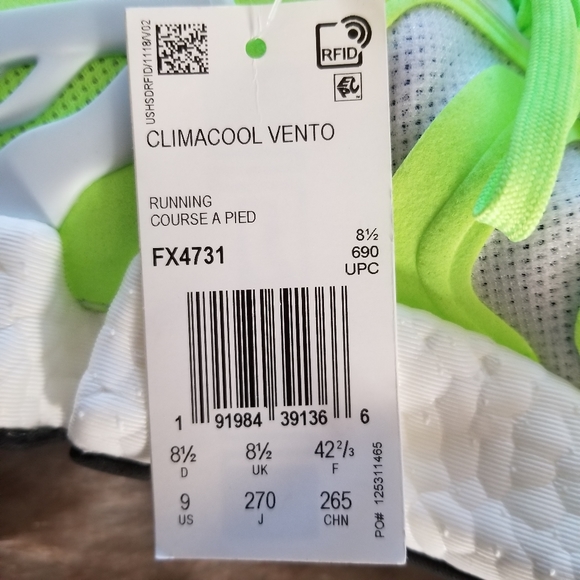 USHSDRFID/1118/V02
RFID
CLIMACOOL VENTO
RUNNING
COURSE A PIED
FX4731
8½
690
UPC
1 91984 39136 6
8½ 8½ 42²/₃
D UK F
9 270 265
US J CHN
PO# 125311465